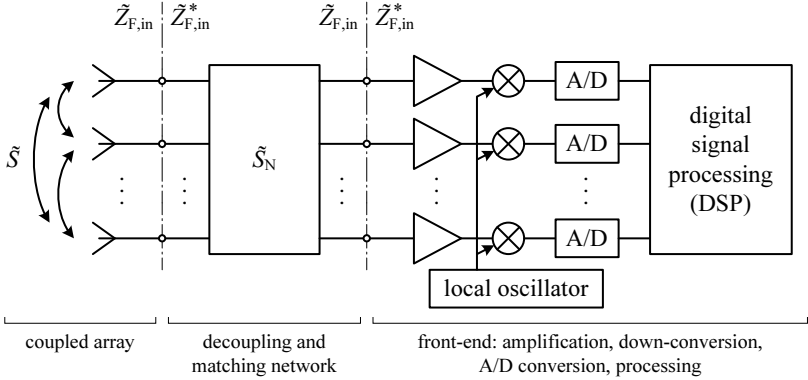 Z̃F,in Z̃*F,in Z̃F,in Z̃*F,in
A/D
A/D
A/D
S̃
S̃N
digital
signal
processing
(DSP)
local oscillator
coupled array
decoupling and
matching network
front-end: amplification, down-conversion,
A/D conversion, processing